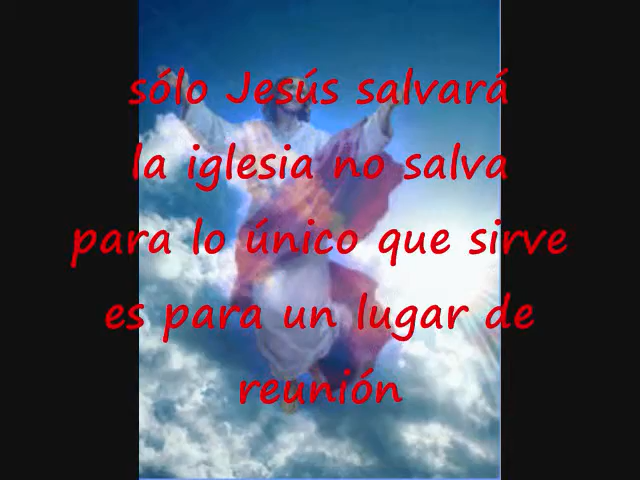 sólo Jesús salvará
la iglesia no salva
para lo único que sirve
es para un lugar de
reunión